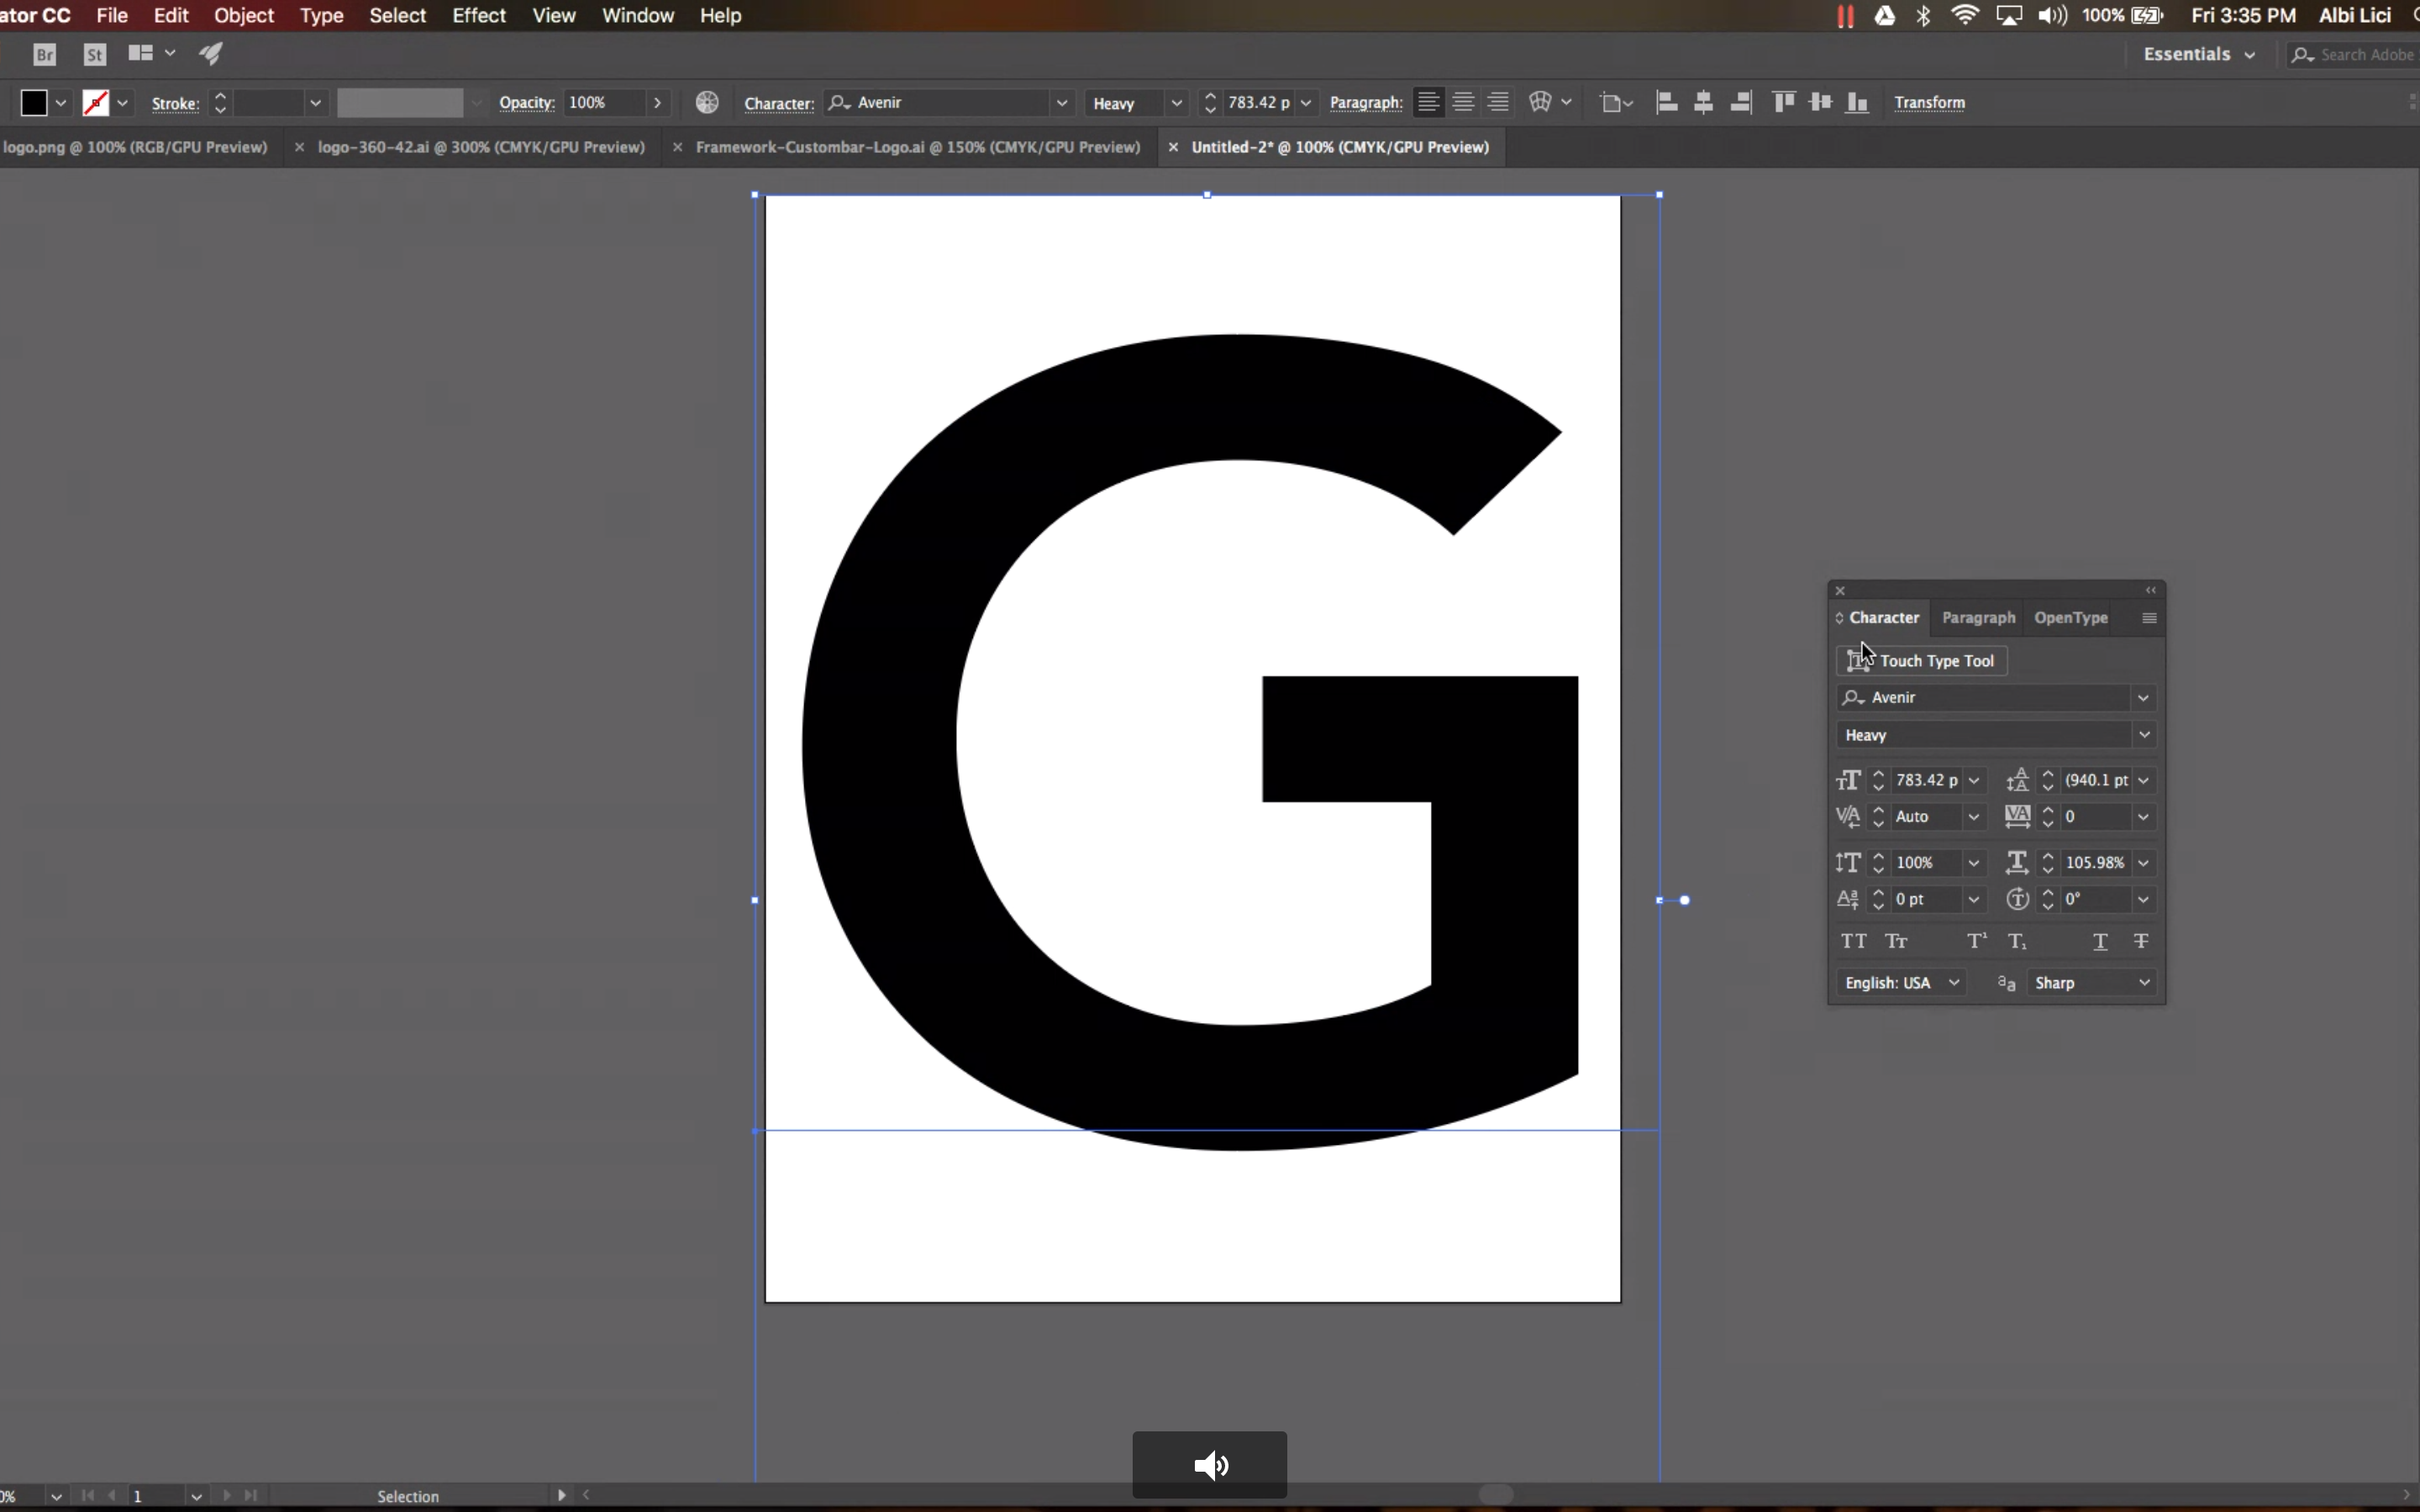 ator CC File Edit Object Type Select Effect View Window Help 100% Fri 3:35 PM Albi Lici
Br St Essentials Search Adobe
Stroke: Opacity: 100% Character: Avenir Heavy 783.42 p Paragraph: Transform
logo.png @ 100% (RGB/GPU Preview) × logo-360-42.ai @ 300% (CMYK/GPU Preview) × Framework-Custombar-Logo.ai @ 150% (CMYK/GPU Preview) × Untitled-2* @ 100% (CMYK/GPU Preview)
G
Character Paragraph OpenType
Touch Type Tool
Avenir
Heavy
783.42 p (940.1 pt
Auto 0
100% 105.98%
0 pt 0°
TT Tt T¹ T₁ T T
English: USA aa Sharp
0% 1 Selection